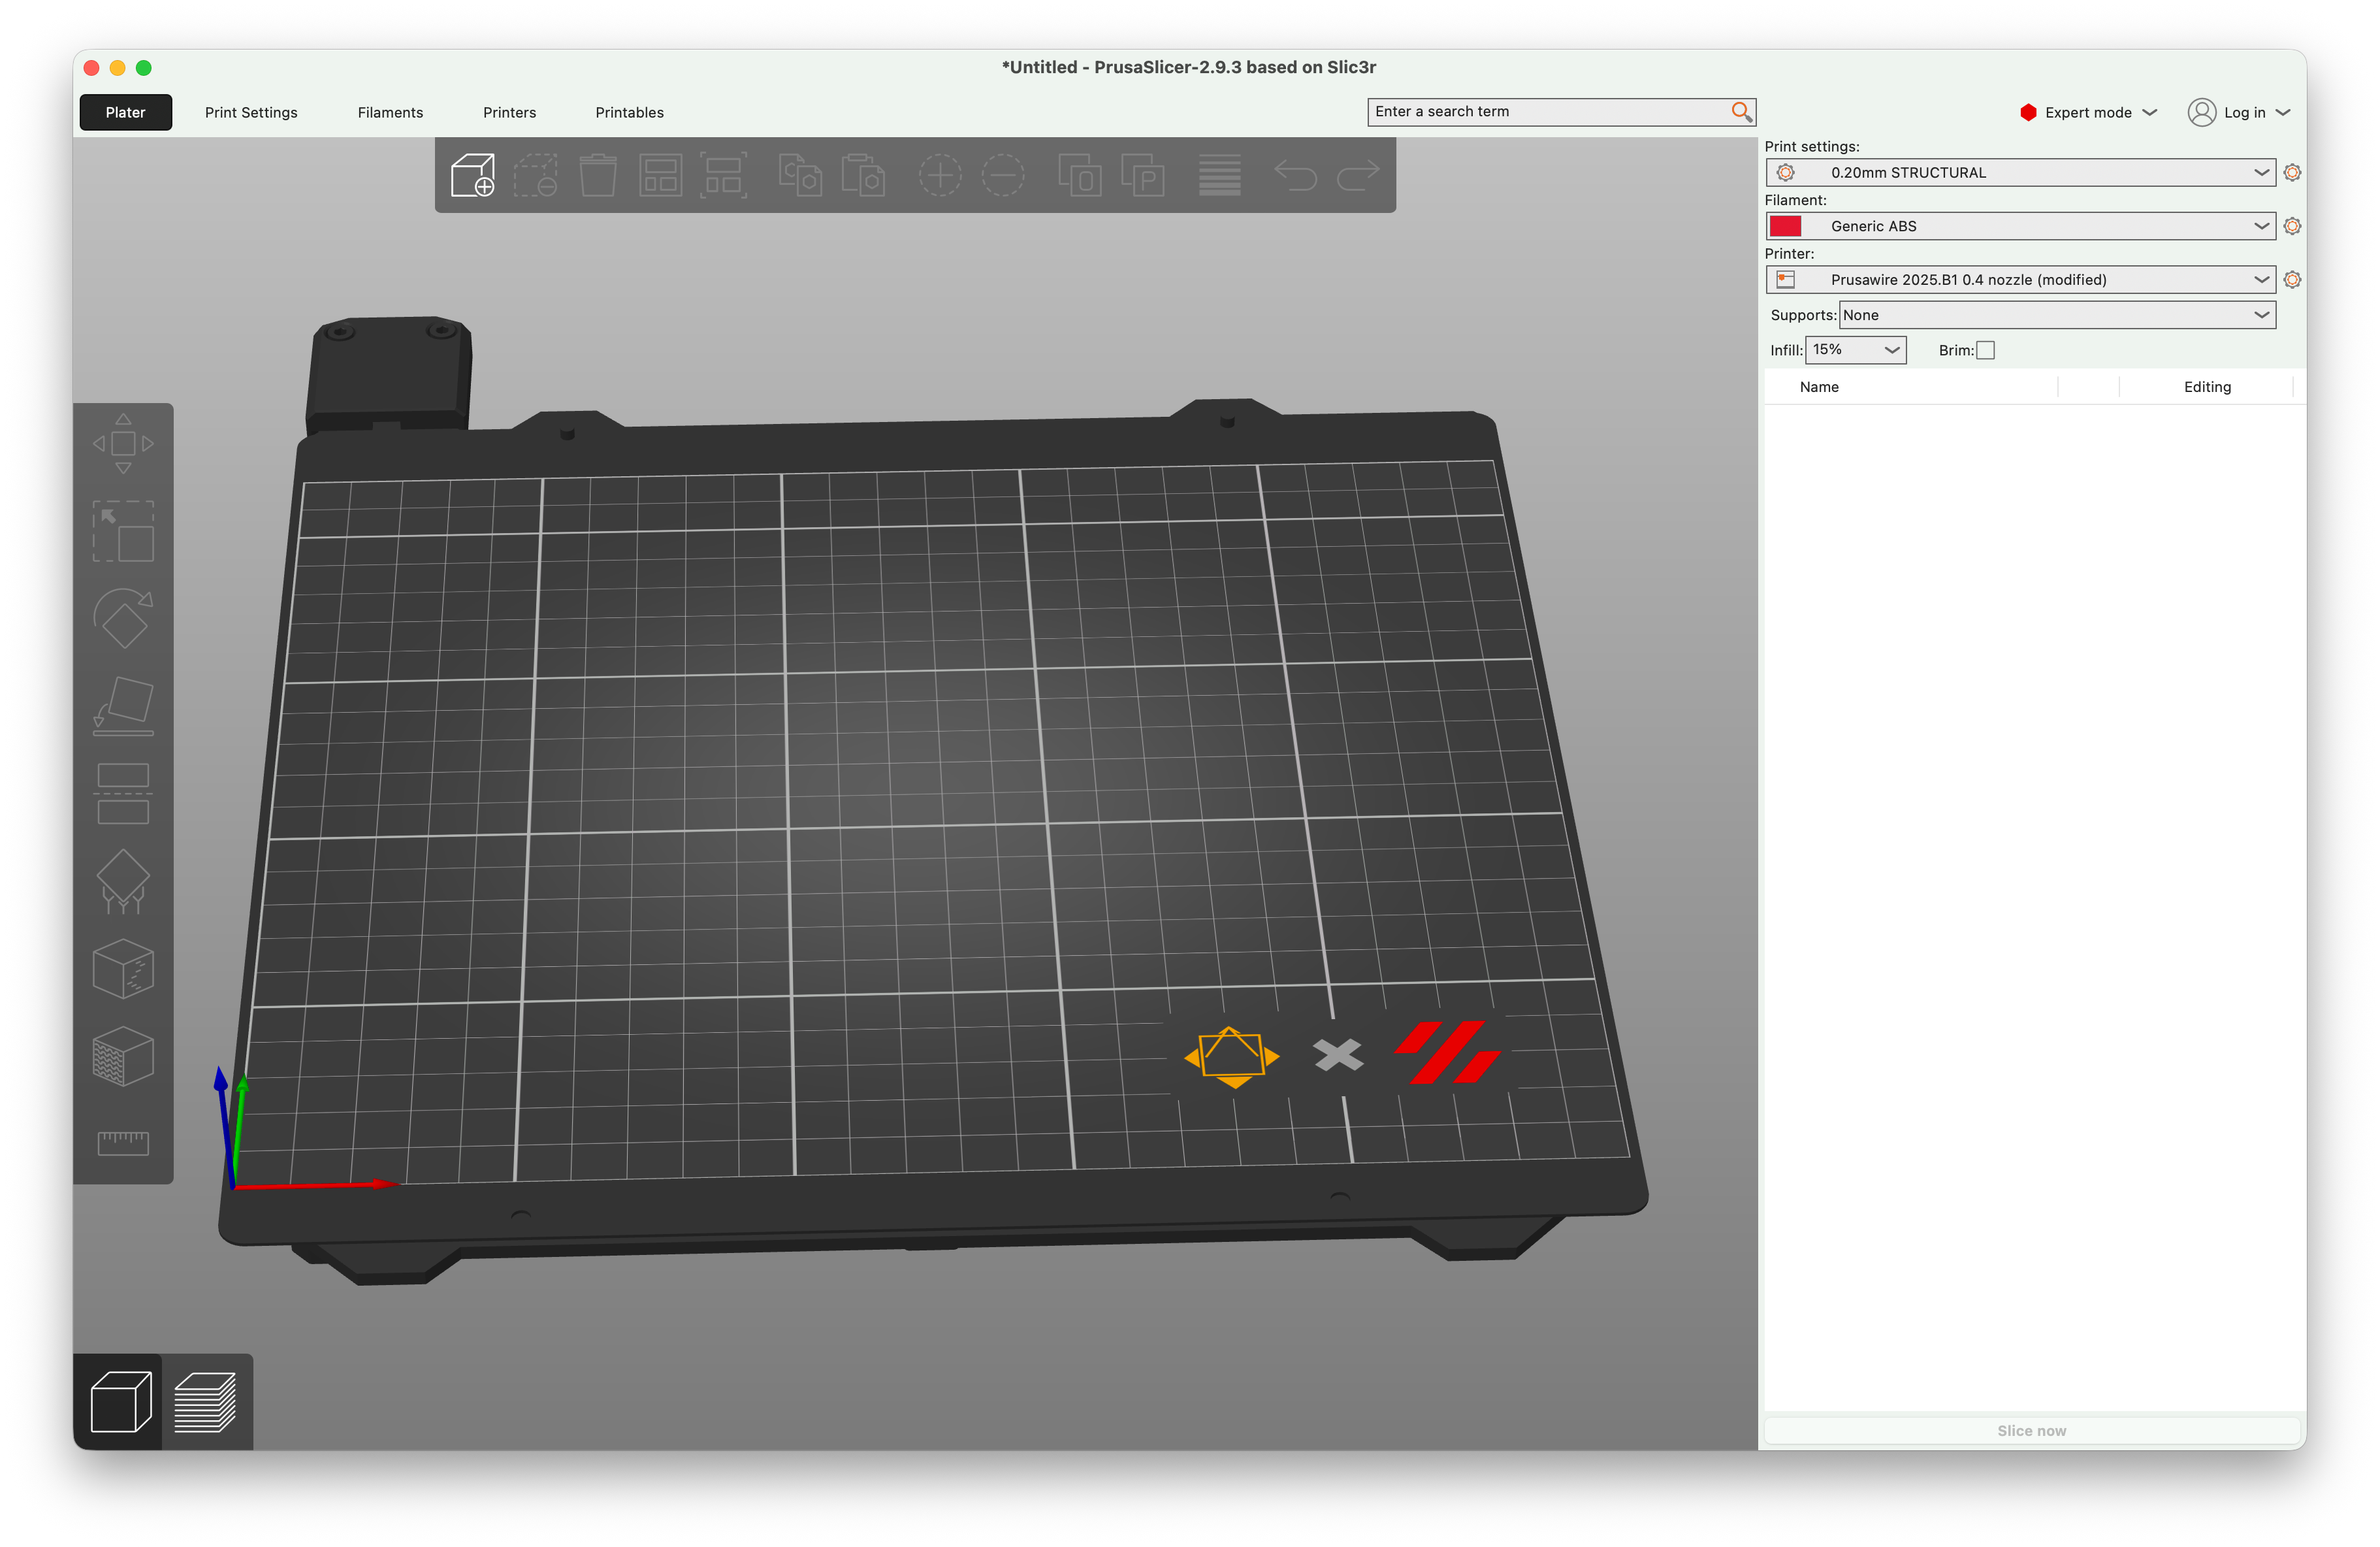 *Untitled - PrusaSlicer-2.9.3 based on Slic3r
Plater
Print Settings
Filaments
Printers
Printables
Enter a search term
Expert mode
Log in
Print settings:
0.20mm STRUCTURAL
Filament:
Generic ABS
Printer:
Prusawire 2025.B1 0.4 nozzle (modified)
Supports: None
Infill: 15%
Brim:
Name
Editing
Slice now